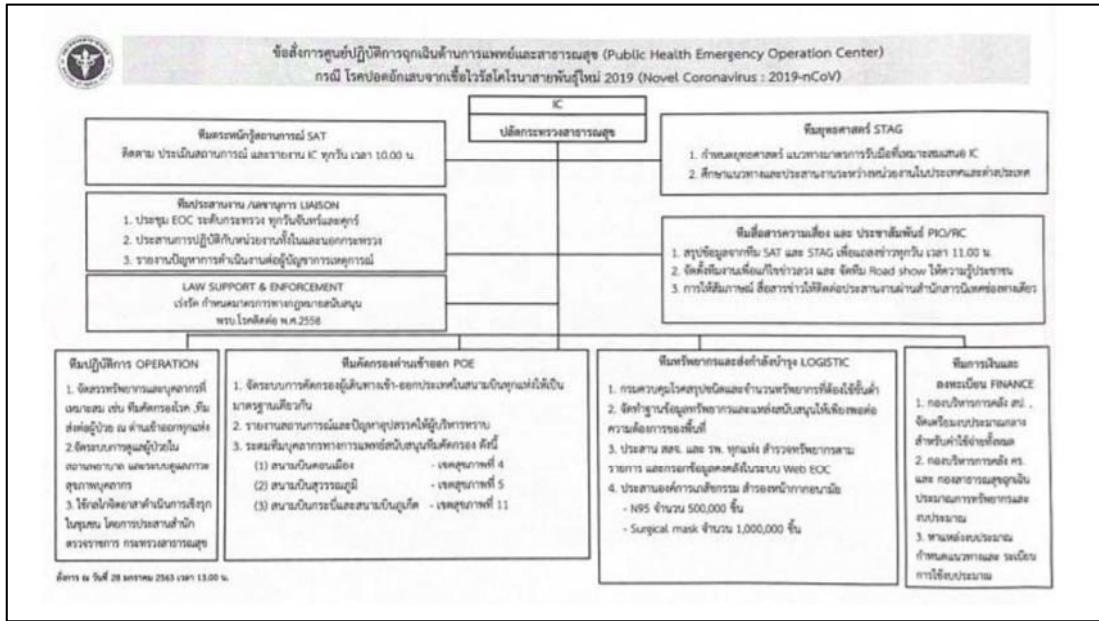 ข้อสั่งการศูนย์ปฏิบัติการฉุกเฉินด้านการแพทย์และสาธารณสุข (Public Health Emergency Operation Center)
กรณี โรคปอดอักเสบจากเชื้อไวรัสโคโรนาสายพันธุ์ใหม่ 2019 (Novel Coronavirus : 2019-nCoV)
IC
ปลัดกระทรวงสาธารณสุข
ทีมตระหนักรู้สถานการณ์ SAT
ติดตาม ประเมินสถานการณ์ และรายงาน IC ทุกวัน เวลา 10.00 น.
ทีมยุทธศาสตร์ STAG
1. กำหนดยุทธศาสตร์ แนวทางมาตรการรับมือที่เหมาะสมเสนอ IC
2. ศึกษาแนวทางและประสานงานระหว่างหน่วยงานในประเทศและต่างประเทศ
ทีมประสานงาน /เลขานุการ LIAISON
1. ประชุม EOC ระดับกระทรวง ทุกวันจันทร์และศุกร์
2. ประสานการปฏิบัติกับหน่วยงานทั้งในและนอกกระทรวง
3. รายงานปัญหาการดำเนินงานต่อผู้บัญชาการเหตุการณ์
ทีมสื่อสารความเสี่ยง และ ประชาสัมพันธ์ PIO/RC
1. สรุปข้อมูลจากทีม SAT และ STAG เพื่อแถลงข่าวทุกวัน เวลา 11.00 น.
2. จัดตั้งทีมงานเพื่อแก้ไขข่าวลวง และ จัดทีม Road show ให้ความรู้ประชาชน
3. การให้สัมภาษณ์ สื่อสารข่าวให้ติดต่อประสานงานผ่านสำนักสารนิเทศช่องทางเดียว
LAW SUPPORT & ENFORCEMENT
เร่งรัด กำหนดมาตรการทางกฎหมายสนับสนุน
พรบ.โรคติดต่อ พ.ศ.2558
ทีมปฏิบัติการ OPERATION
1. จัดสรรทรัพยากรและบุคลากรที่
เหมาะสม เช่น ทีมคัดกรองโรค ,ทีม
ส่งต่อผู้ป่วย ณ ด่านเข้าออกทุกแห่ง
2.จัดระบบการดูแลผู้ป่วยใน
สถานพยาบาล และระบบดูแลภาวะ
สุขภาพบุคลากร
3. ใช้กลไกจิตอาสาดำเนินการเชิงรุก
ในชุมชน โดยการประสานสำนัก
ตรวจราชการ กระทรวงสาธารณสุข
ทีมคัดกรองด่านเข้าออก POE
1. จัดระบบการคัดกรองผู้เดินทางเข้า-ออกประเทศในสนามบินทุกแห่งให้เป็น
มาตรฐานเดียวกัน
2. รายงานสถานการณ์และปัญหาอุปสรรคให้ผู้บริหารทราบ
3. ระดมทีมบุคลากรทางการแพทย์สนับสนุนทีมคัดกรอง ดังนี้
(1) สนามบินดอนเมือง - เขตสุขภาพที่ 4
(2) สนามบินสุวรรณภูมิ - เขตสุขภาพที่ 5
(3) สนามบินกระบี่และสนามบินภูเก็ต - เขตสุขภาพที่ 11
ทีมทรัพยากรและส่งกำลังบำรุง LOGISTIC
1. กรมควบคุมโรคสรุปชนิดและจำนวนทรัพยากรที่ต้องใช้ขั้นต่ำ
2. จัดทำฐานข้อมูลทรัพยากรและแหล่งสนับสนุนให้เพียงพอต่อ
ความต้องการของพื้นที่
3. ประสาน สสจ. และ รพ. ทุกแห่ง สำรวจทรัพยากรตาม
รายการ และกรอกข้อมูลคงคลังในระบบ Web EOC
4. ประสานองค์การเภสัชกรรม สำรองหน้ากากอนามัย
- N95 จำนวน 500,000 ชิ้น
- Surgical mask จำนวน 1,000,000 ชิ้น
ทีมการเงินและ
ลงทะเบียน FINANCE
1. กองบริหารการคลัง สป. ,
จัดเตรียมงบประมาณกลาง
สำหรับค่าใช้จ่ายทั้งหมด
2. กองบริหารการคลัง คร.
และ กองสาธารณสุขฉุกเฉิน
ประมาณการทรัพยากรและ
งบประมาณ
3. หาแหล่งงบประมาณ
กำหนดแนวทางและ ระเบียบ
การใช้งบประมาณ
สั่งการ ณ วันที่ 28 มกราคม 2563 เวลา 13.00 น.